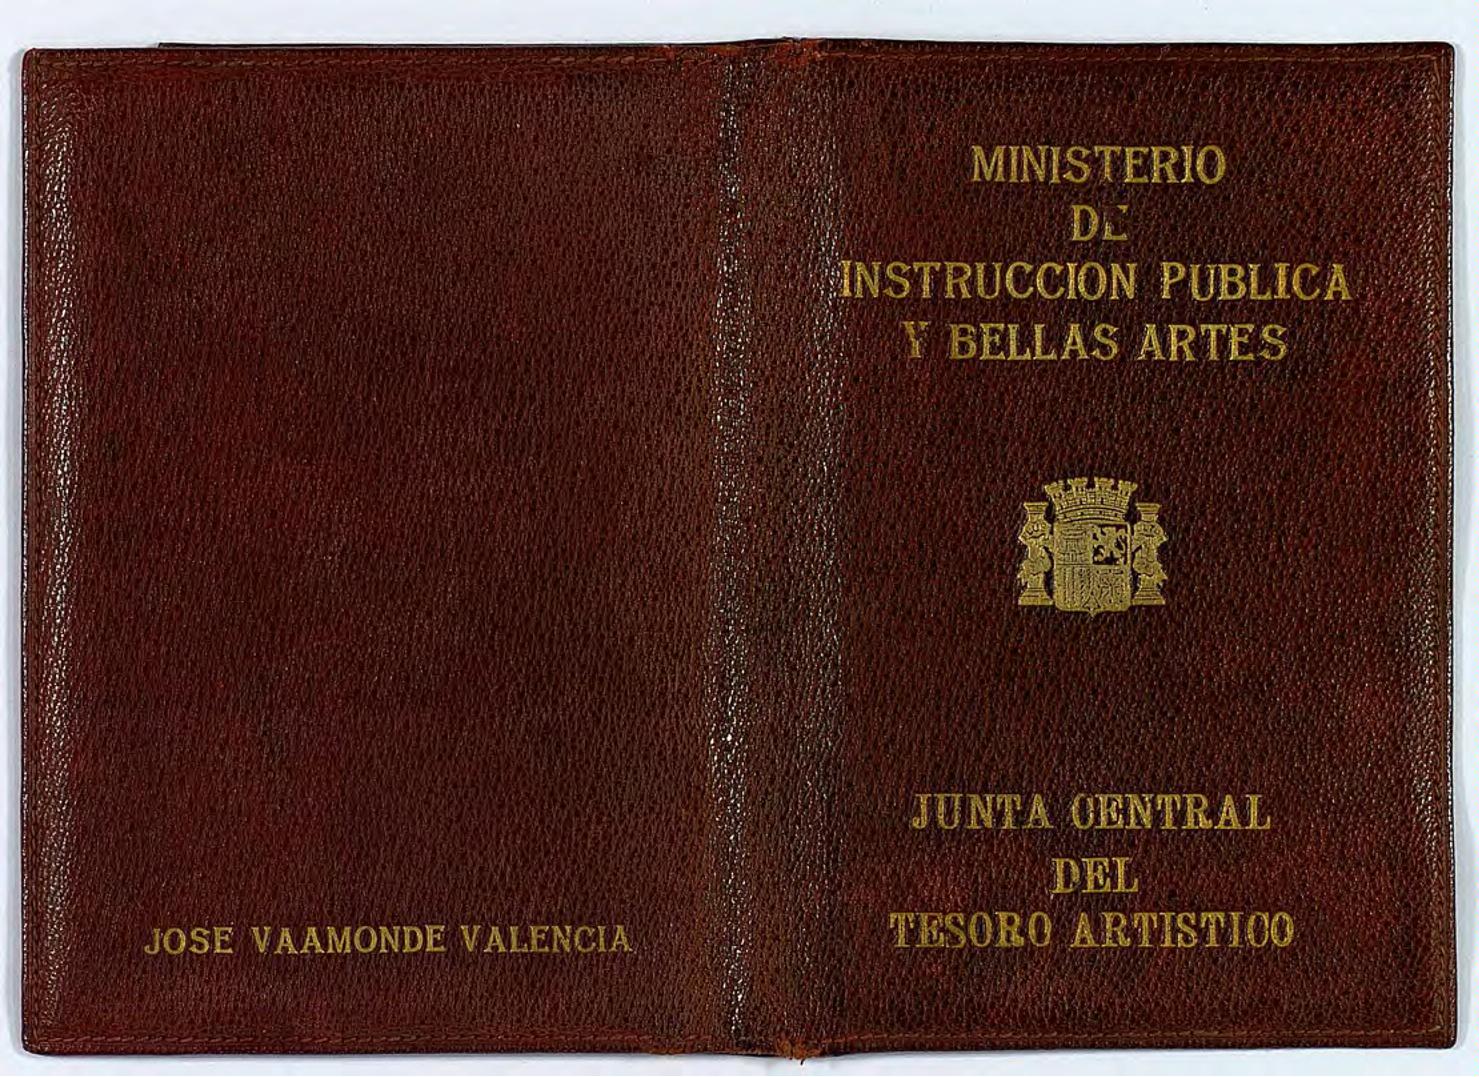 MINISTERIO
DE
INSTRUCCION PUBLICA
Y BELLAS ARTES
JUNTA CENTRAL
DEL
TESORO ARTISTICO
JOSE VAAMONDE VALENCIA